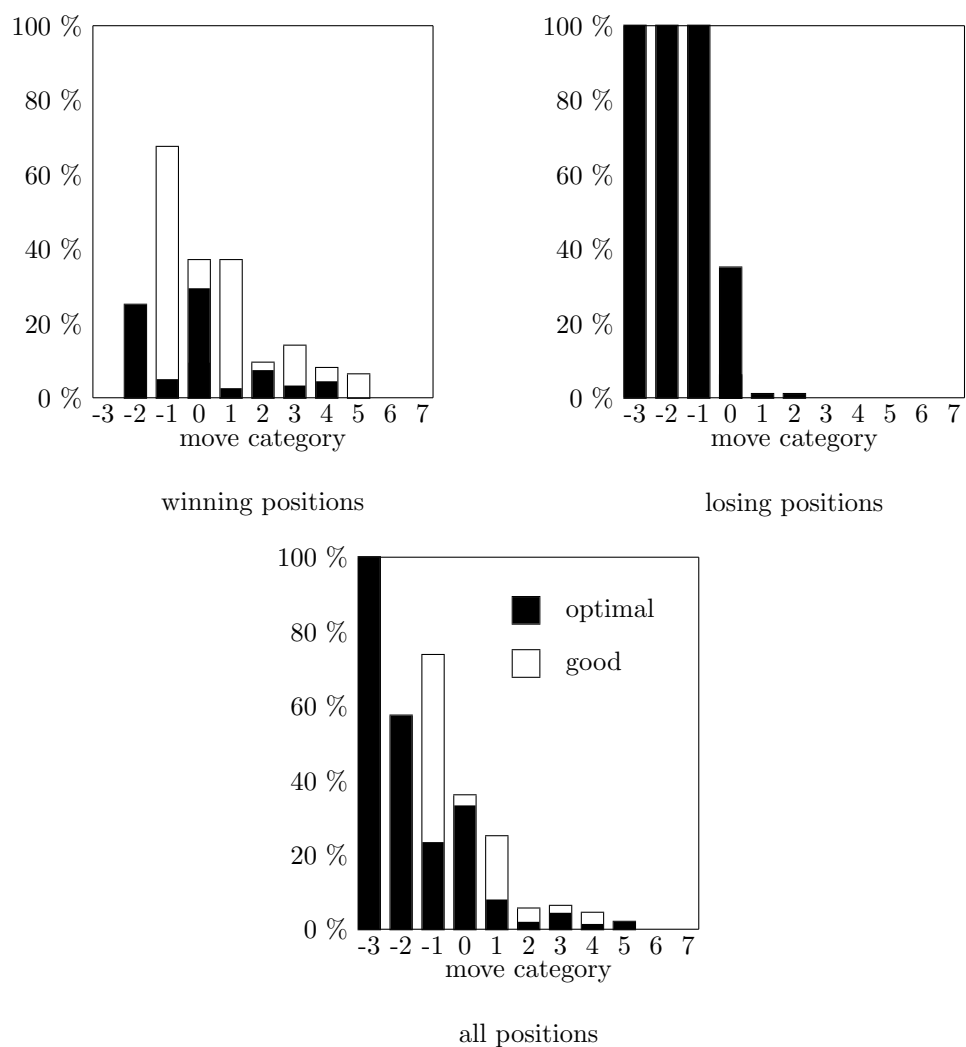 100 %
80 %
60 %
40 %
20 %
0 %
-3 -2 -1 0 1 2 3 4 5 6 7
move category
winning positions
100 %
80 %
60 %
40 %
20 %
0 %
-3 -2 -1 0 1 2 3 4 5 6 7
move category
losing positions
100 %
80 %
60 %
40 %
20 %
0 %
optimal
good
-3 -2 -1 0 1 2 3 4 5 6 7
move category
all positions